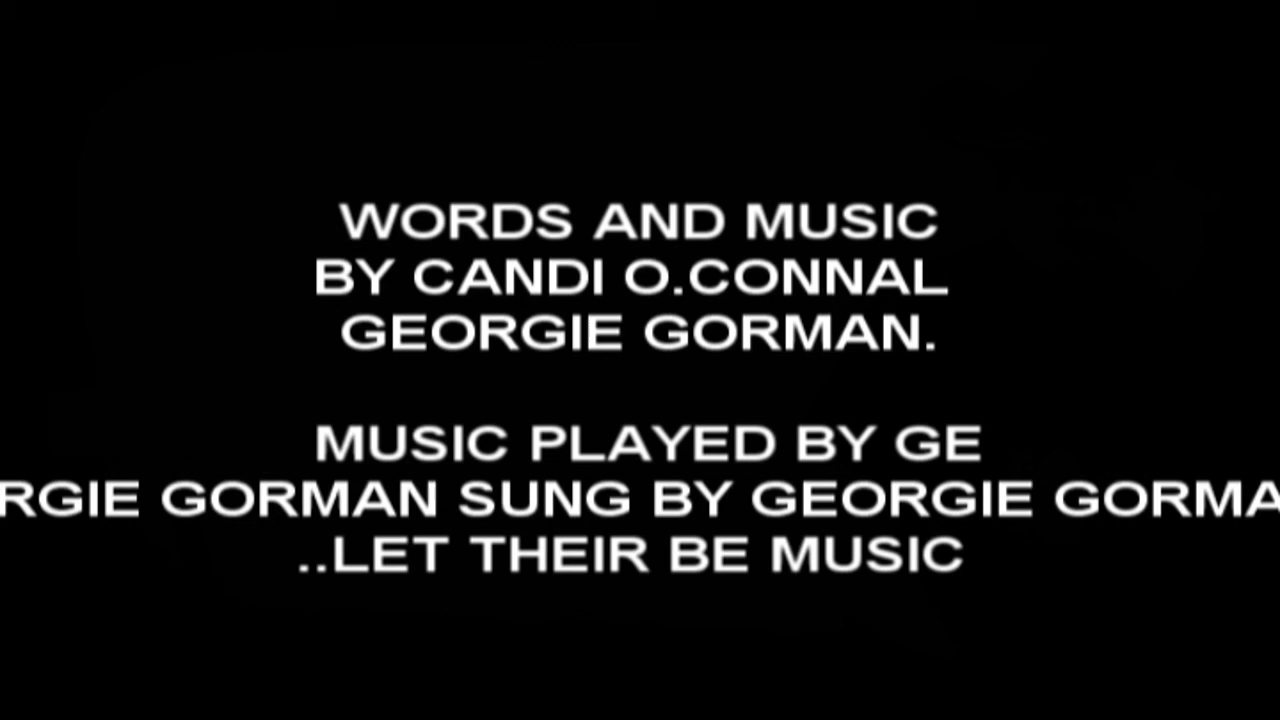 WORDS AND MUSIC
BY CANDI O.CONNAL
GEORGIE GORMAN.
MUSIC PLAYED BY GE
RGIE GORMAN SUNG BY GEORGIE GORMA
..LET THEIR BE MUSIC